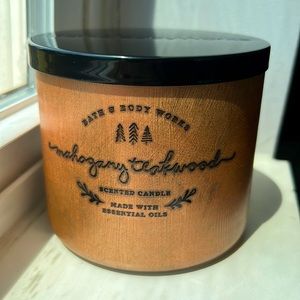 BATH & BODY WORKS
mahogany teakwood
SCENTED CANDLE
MADE WITH
ESSENTIAL OILS